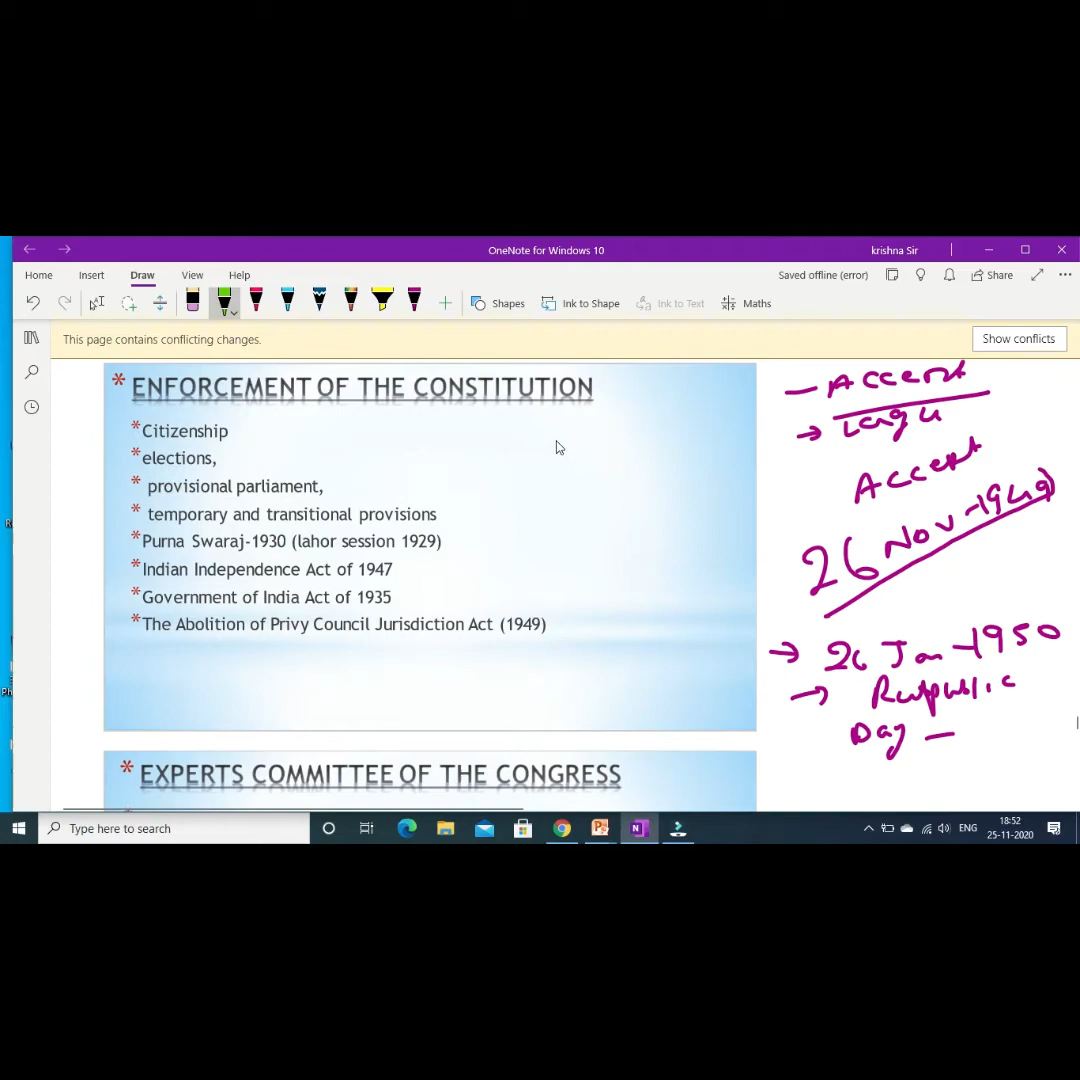 OneNote for Windows 10
krishna Sir
Home Insert Draw View Help
Saved offline (error)
Share
Shapes
Ink to Shape
Ink to Text
Maths
This page contains conflicting changes.
Show conflicts
* ENFORCEMENT OF THE CONSTITUTION
*Citizenship
*elections,
* provisional parliament,
* temporary and transitional provisions
*Purna Swaraj-1930 (lahor session 1929)
*Indian Independence Act of 1947
*Government of India Act of 1935
*The Abolition of Privy Council Jurisdiction Act (1949)
* EXPERTS COMMITTEE OF THE CONGRESS
26 Nov-1949
→ 26 Jan-1950
Day -
Type here to search
ENG
18:52
25-11-2020